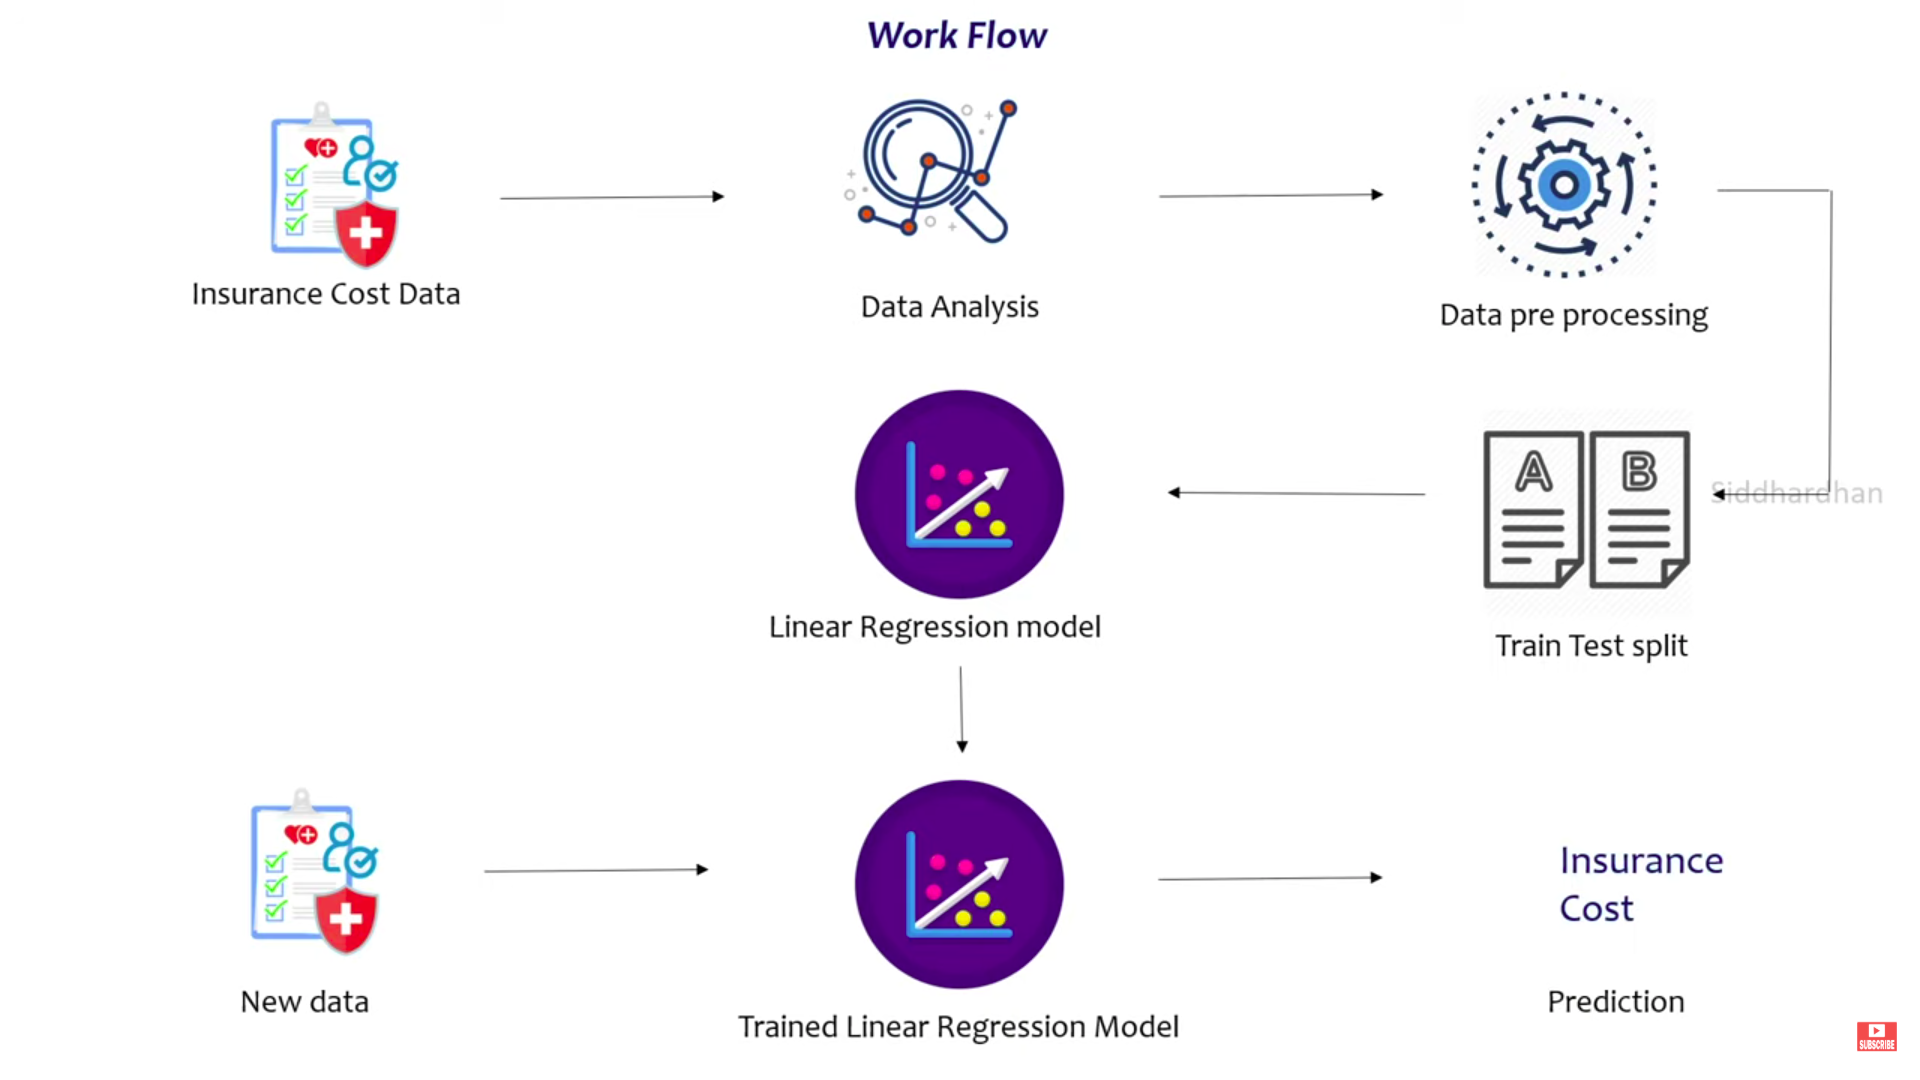 Work Flow
Insurance Cost Data
Data Analysis
Data pre processing
A B
Siddhardhan
Linear Regression model
Train Test split
Insurance
Cost
New data
Prediction
Trained Linear Regression Model
SUBSCRIBE